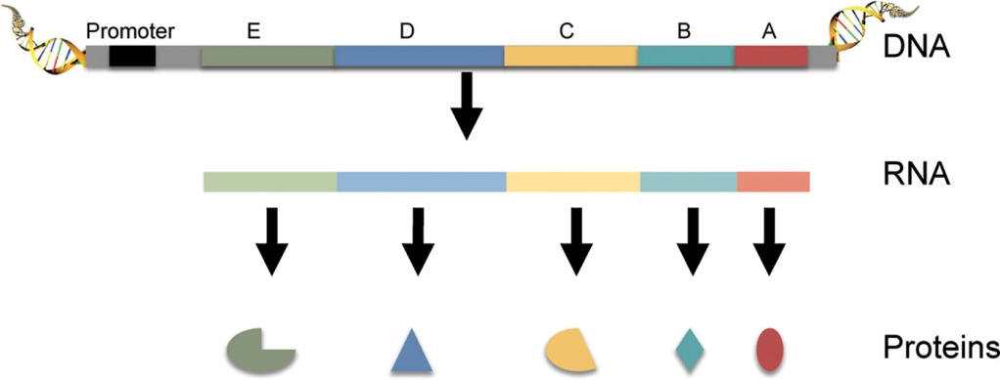 Promoter E D C B A
DNA
RNA
Proteins